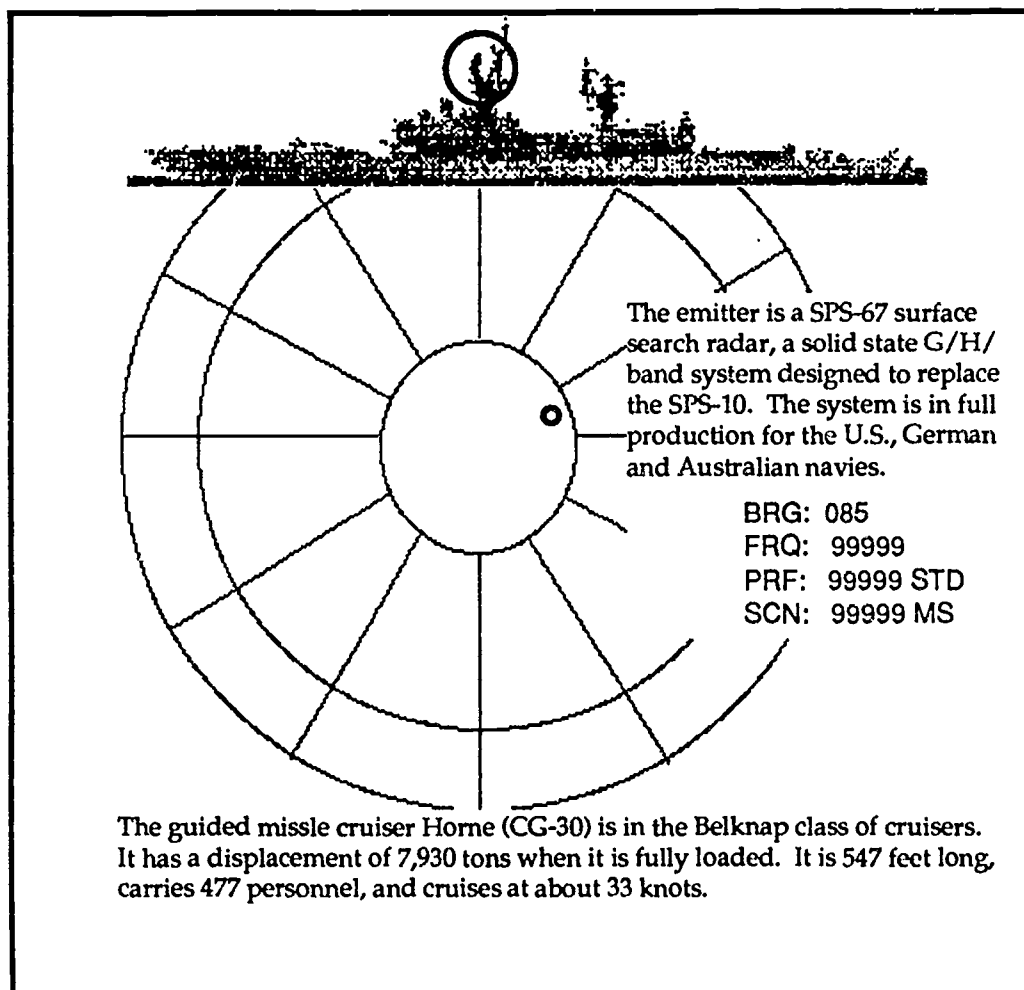 The emitter is a SPS-67 surface
search radar, a solid state G/H/
band system designed to replace
the SPS-10. The system is in full
production for the U.S., German
and Australian navies.
BRG: 085
FRQ: 99999
PRF: 99999 STD
SCN: 99999 MS
The guided missle cruiser Horne (CG-30) is in the Belknap class of cruisers.
It has a displacement of 7,930 tons when it is fully loaded. It is 547 feet long,
carries 477 personnel, and cruises at about 33 knots.